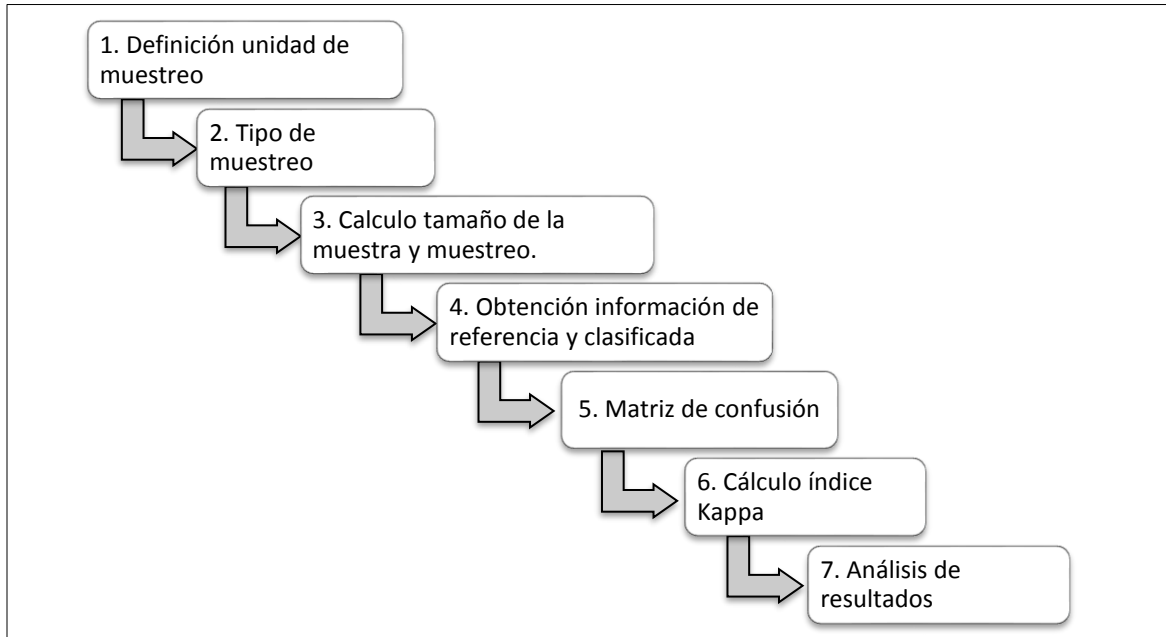 1. Definición unidad de
muestreo
2. Tipo de
muestreo
3. Calculo tamaño de la
muestra y muestreo.
4. Obtención información de
referencia y clasificada
5. Matriz de confusión
6. Cálculo índice
Kappa
7. Análisis de
resultados